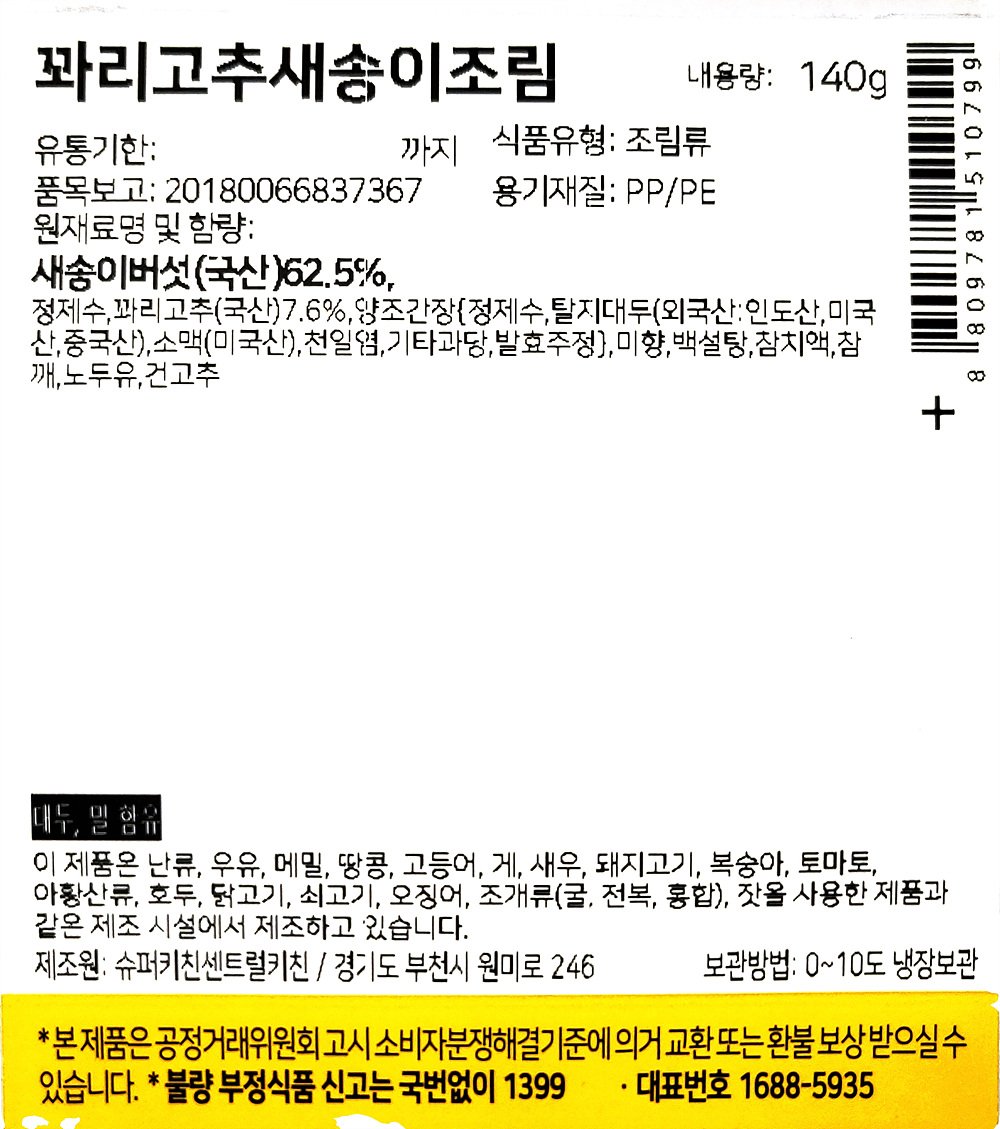 꽈리고추새송이조림
내용량: 140g
유통기한: 까지
식품유형: 조림류
품목보고: 20180066837367
용기재질: PP/PE
원재료명 및 함량:
새송이버섯(국산)62.5%,
정제수,꽈리고추(국산)7.6%,양조간장{정제수,탈지대두(외국산:인도산,미국
산,중국산),소맥(미국산),천일염,기타과당,발효주정},미향,백설탕,참치액,참
깨,노두유,건고추
8809781510799
+
대두, 밀 함유
이 제품은 난류, 우유, 메밀, 땅콩, 고등어, 게, 새우, 돼지고기, 복숭아, 토마토,
아황산류, 호두, 닭고기, 쇠고기, 오징어, 조개류(굴, 전복, 홍합), 잣을 사용한 제품과
같은 제조 시설에서 제조하고 있습니다.
제조원: 슈퍼키친센트럴키친 / 경기도 부천시 원미로 246
보관방법: 0~10도 냉장보관
*본 제품은 공정거래위원회 고시 소비자분쟁해결기준에 의거 교환 또는 환불 보상 받으실 수
있습니다. *불량 부정식품 신고는 국번없이 1399 · 대표번호 1688-5935